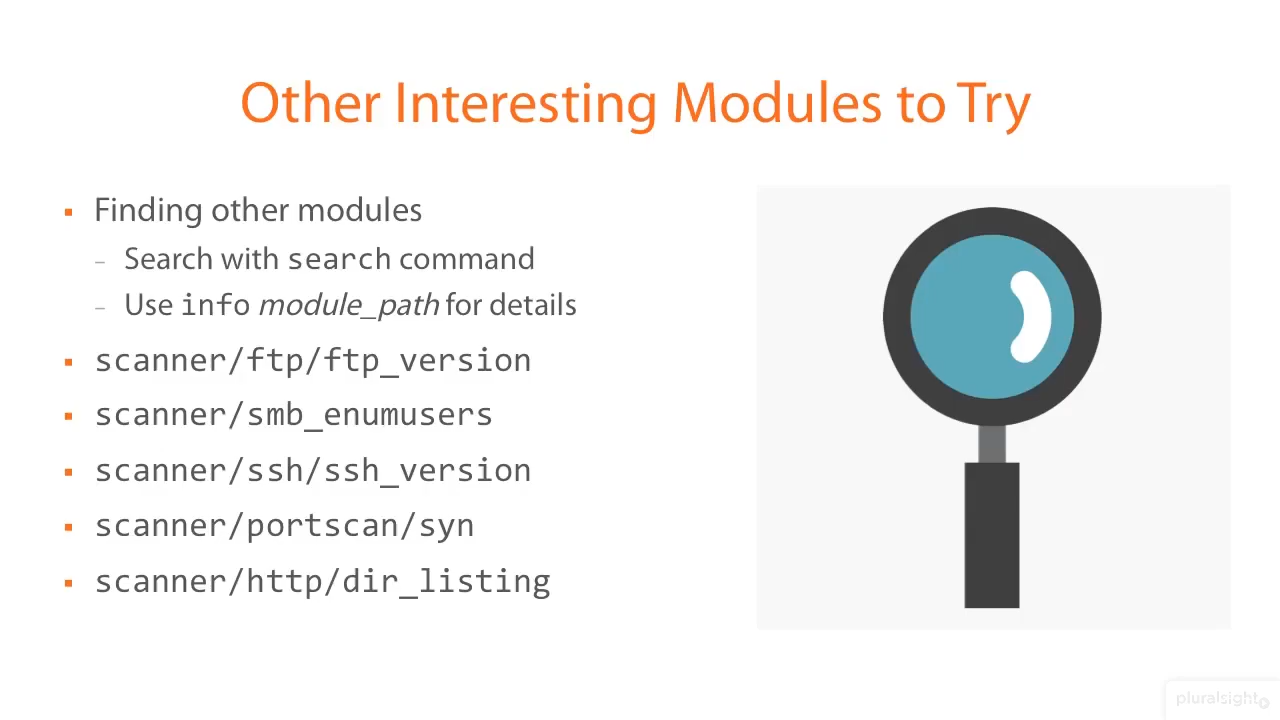 Other Interesting Modules to Try
Finding other modules
Search with search command
Use info module_path for details
scanner/ftp/ftp_version
scanner/smb_enumusers
scanner/ssh/ssh_version
scanner/portscan/syn
scanner/http/dir_listing
pluralsight